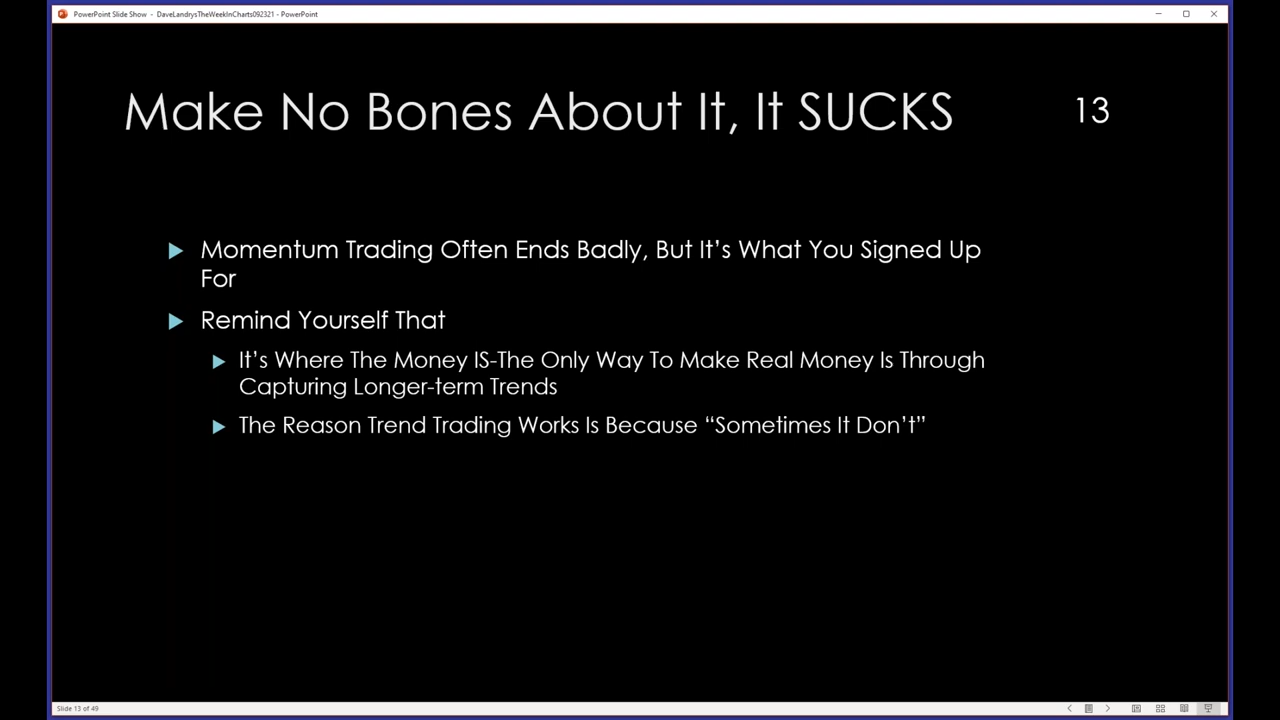 PowerPoint Slide Show - DaveLandrysTheWeekInCharts092321 - PowerPoint
Make No Bones About It, It SUCKS
13
Momentum Trading Often Ends Badly, But It’s What You Signed Up
For
Remind Yourself That
It’s Where The Money IS-The Only Way To Make Real Money Is Through
Capturing Longer-term Trends
The Reason Trend Trading Works Is Because “Sometimes It Don’t”
Slide 13 of 49